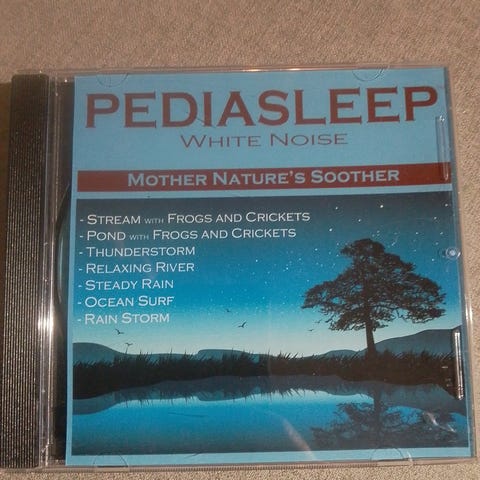 PEDIASLEEP
WHITE NOISE
MOTHER NATURE'S SOOTHER
- STREAM WITH FROGS AND CRICKETS
- POND WITH FROGS AND CRICKETS
- THUNDERSTORM
- RELAXING RIVER
- STEADY RAIN
- OCEAN SURF
- RAIN STORM